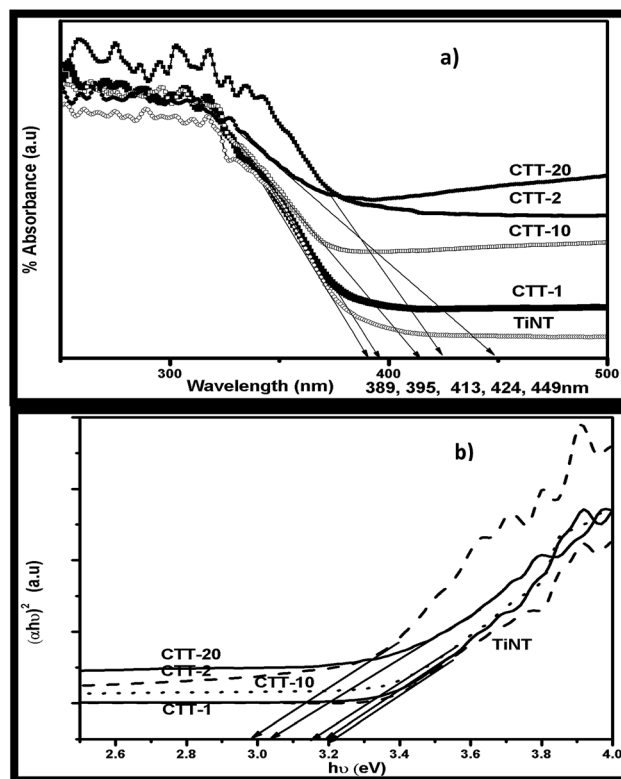 a)
% Absorbance (a.u)
CTT-20
CTT-2
CTT-10
CTT-1
TiNT
300 400 500
Wavelength (nm)
389, 395, 413, 424, 449nm
b)
(αhυ)² (a.u)
CTT-20
CTT-2
CTT-10
CTT-1
TiNT
2.6 2.8 3.0 3.2 3.4 3.6 3.8 4.0
hυ (eV)